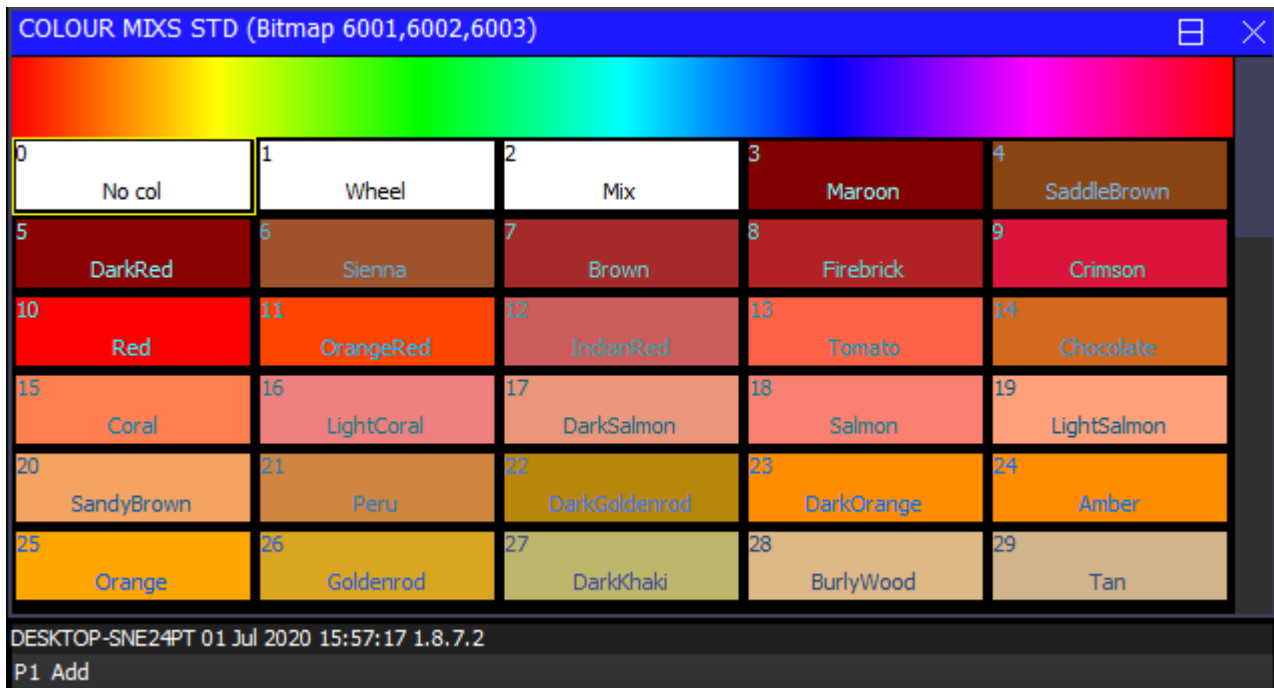 COLOUR MIXS STD (Bitmap 6001,6002,6003)
0 1 2 3 4
No col Wheel Mix Maroon SaddleBrown
5 6 7 8 9
DarkRed Sienna Brown Firebrick Crimson
10 11 12 13 14
Red OrangeRed IndianRed Tomato Chocolate
15 16 17 18 19
Coral LightCoral DarkSalmon Salmon LightSalmon
20 21 22 23 24
SandyBrown Peru DarkGoldenrod DarkOrange Amber
25 26 27 28 29
Orange Goldenrod DarkKhaki BurlyWood Tan
DESKTOP-SNE24PT 01 Jul 2020 15:57:17 1.8.7.2
P1 Add